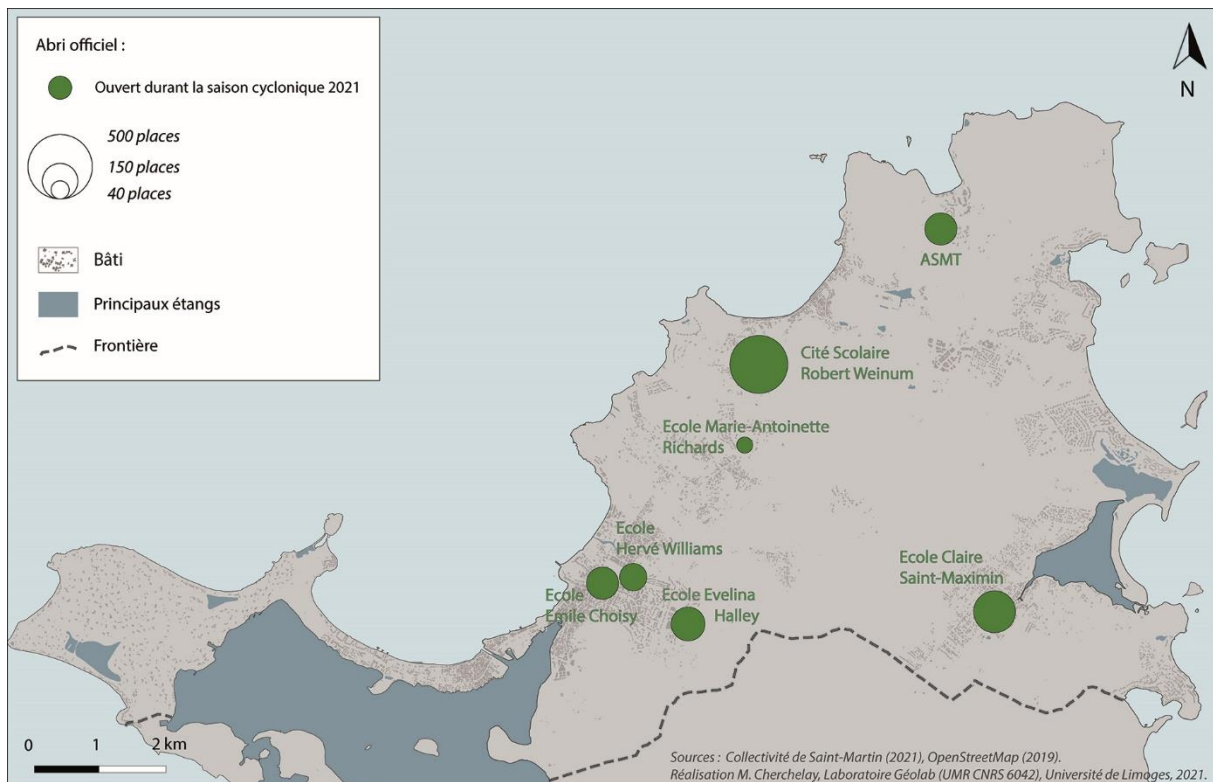 Abri officiel :
Ouvert durant la saison cyclonique 2021
500 places
150 places
40 places
Bâti
Principaux étangs
Frontière
N
ASMT
Cité Scolaire
Robert Weinum
Ecole Marie-Antoinette
Richards
Ecole
Hervé Williams
Ecole
Emile Choisy
Ecole Evelina
Halley
Ecole Claire
Saint-Maximin
0 1 2 km
Sources : Collectivité de Saint-Martin (2021), OpenStreetMap (2019).
Réalisation M. Cherchelay, Laboratoire Géolab (UMR CNRS 6042), Université de Limoges, 2021.